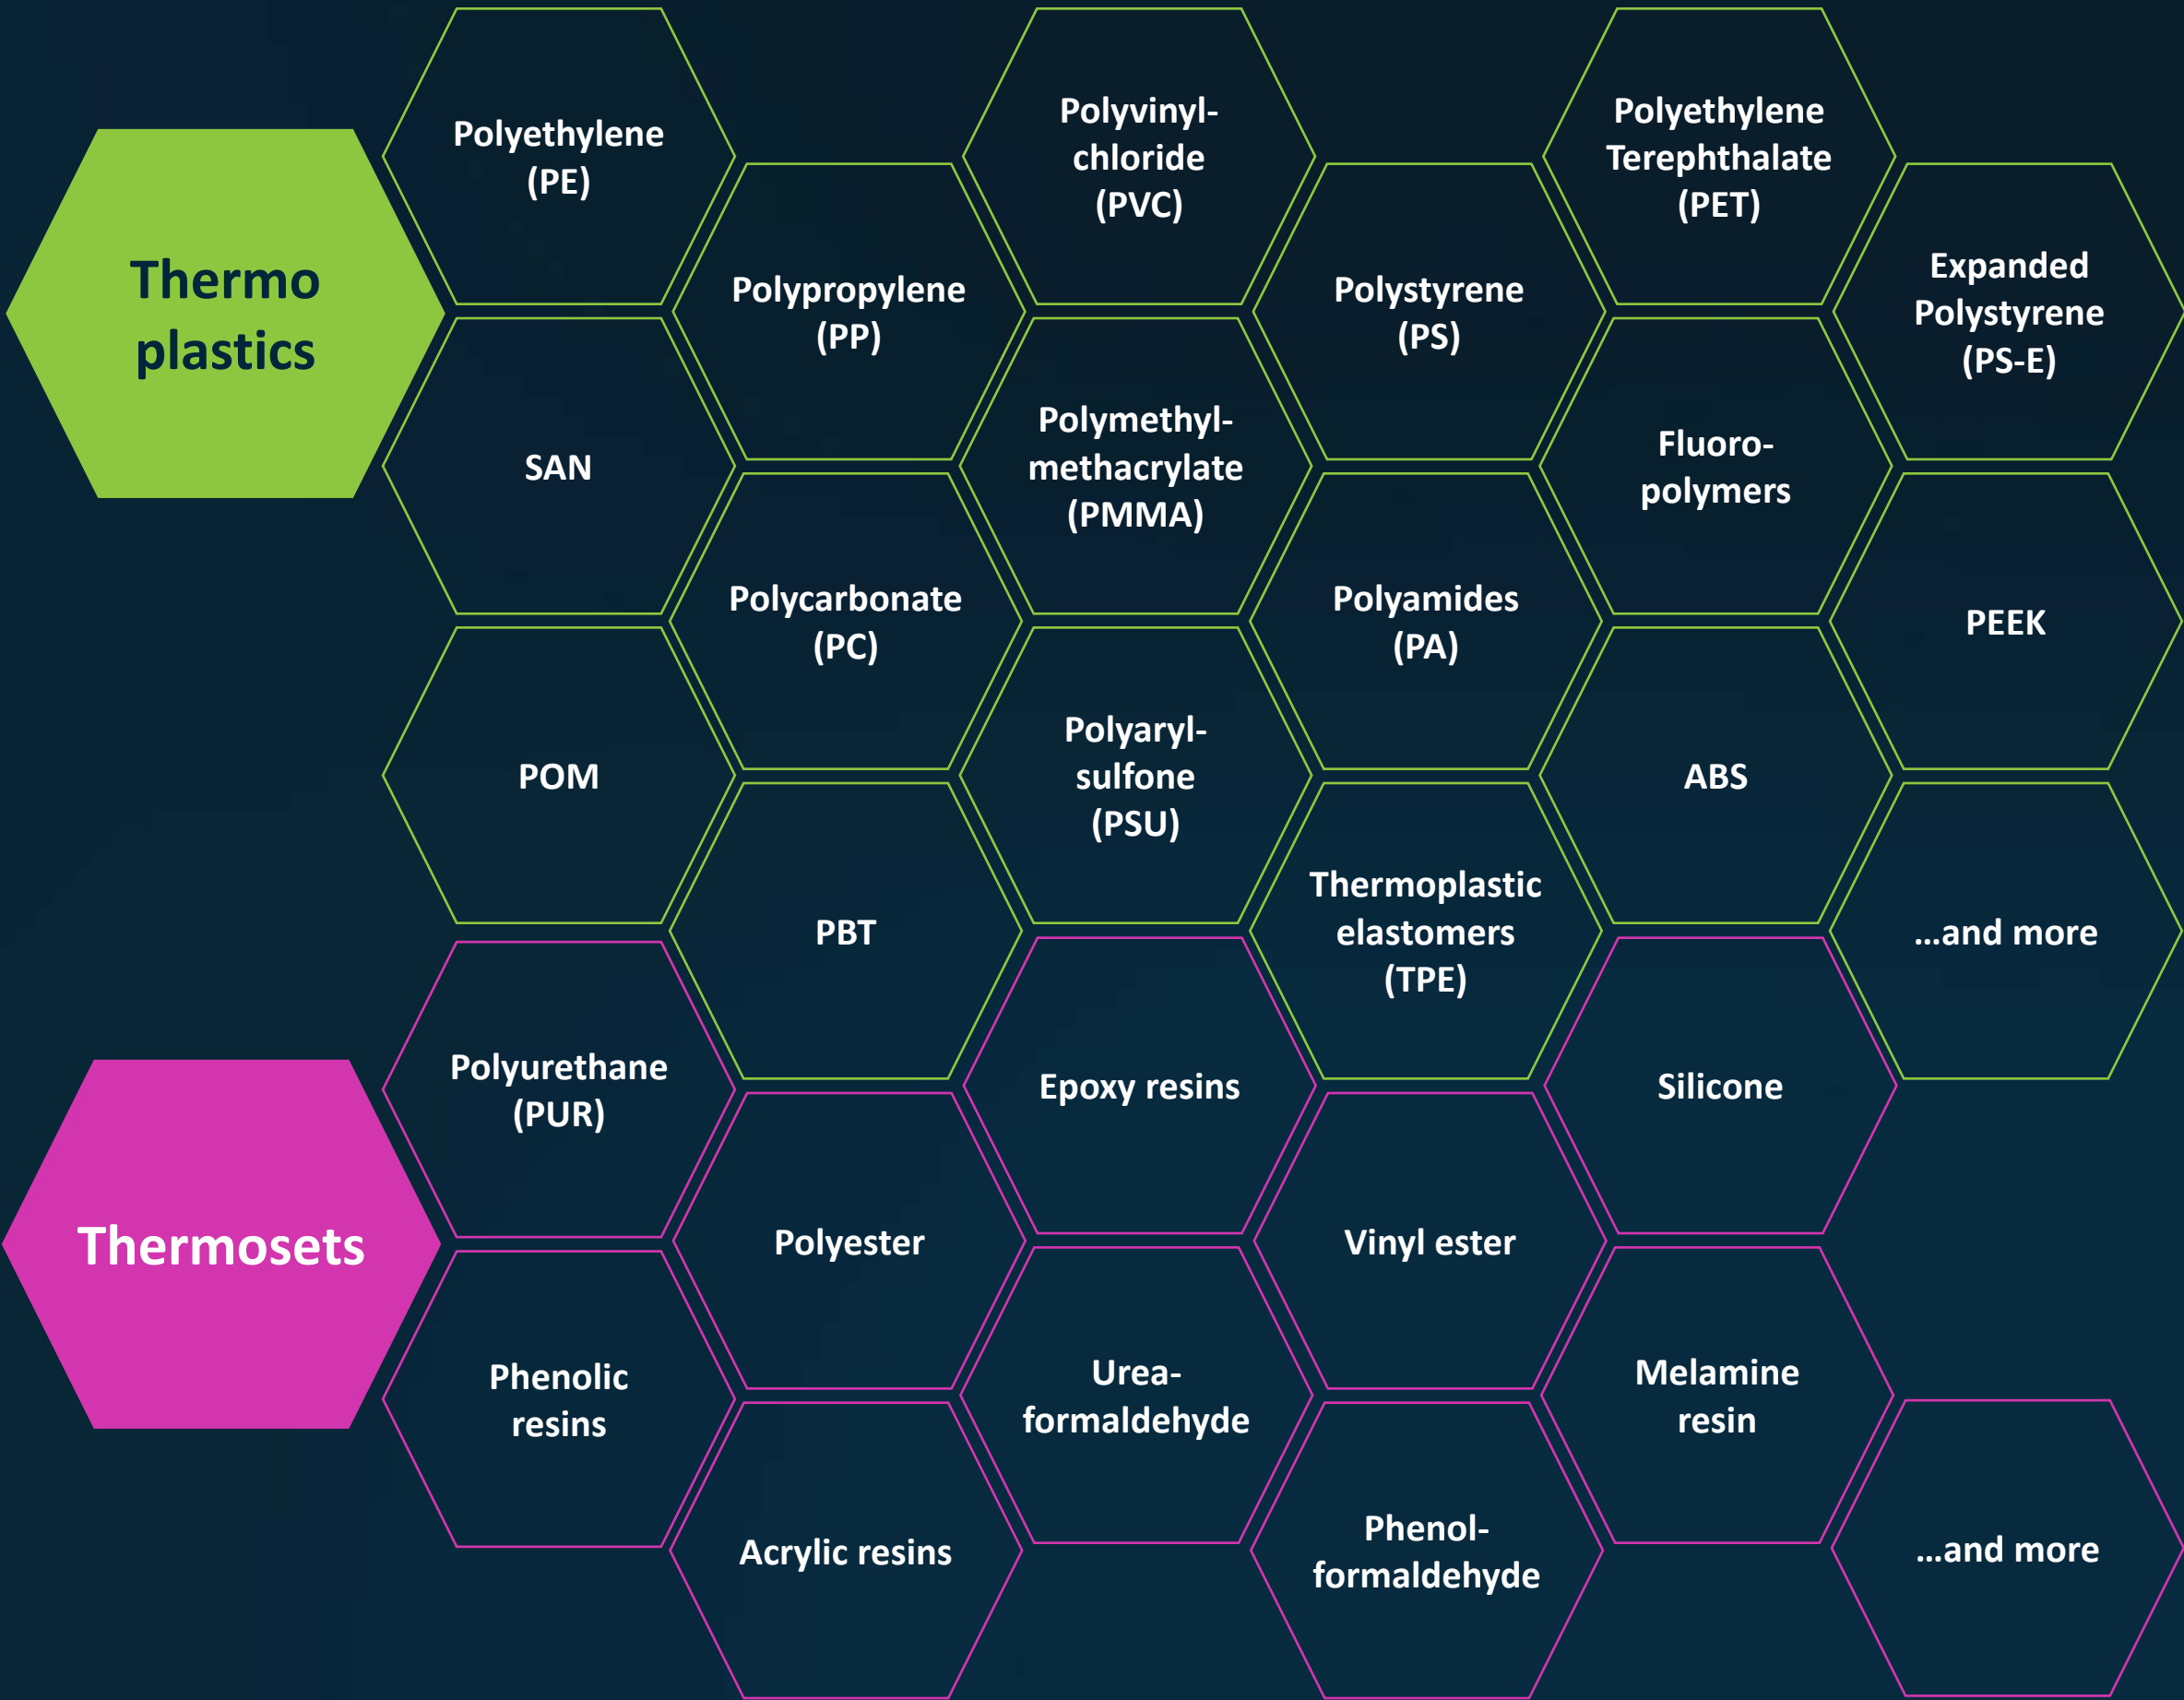 Thermo
plastics
Polyethylene
(PE)
Polypropylene
(PP)
Polyvinyl-
chloride
(PVC)
Polystyrene
(PS)
Polyethylene
Terephthalate
(PET)
Expanded
Polystyrene
(PS-E)
SAN
Polycarbonate
(PC)
Polymethyl-
methacrylate
(PMMA)
Polyamides
(PA)
Fluoro-
polymers
PEEK
POM
PBT
Polyaryl-
sulfone
(PSU)
Thermoplastic
elastomers
(TPE)
ABS
...and more
Thermosets
Polyurethane
(PUR)
Polyester
Epoxy resins
Vinyl ester
Silicone
Phenolic
resins
Acrylic resins
Urea-
formaldehyde
Phenol-
formaldehyde
Melamine
resin
...and more